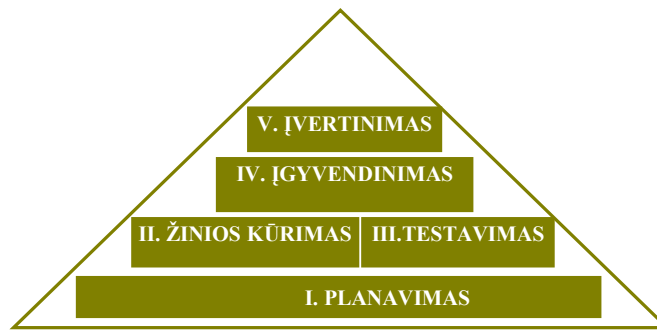 V. ĮVERTINIMAS
IV. ĮGYVENDINIMAS
II. ŽINIOS KŪRIMAS
III.TESTAVIMAS
I. PLANAVIMAS